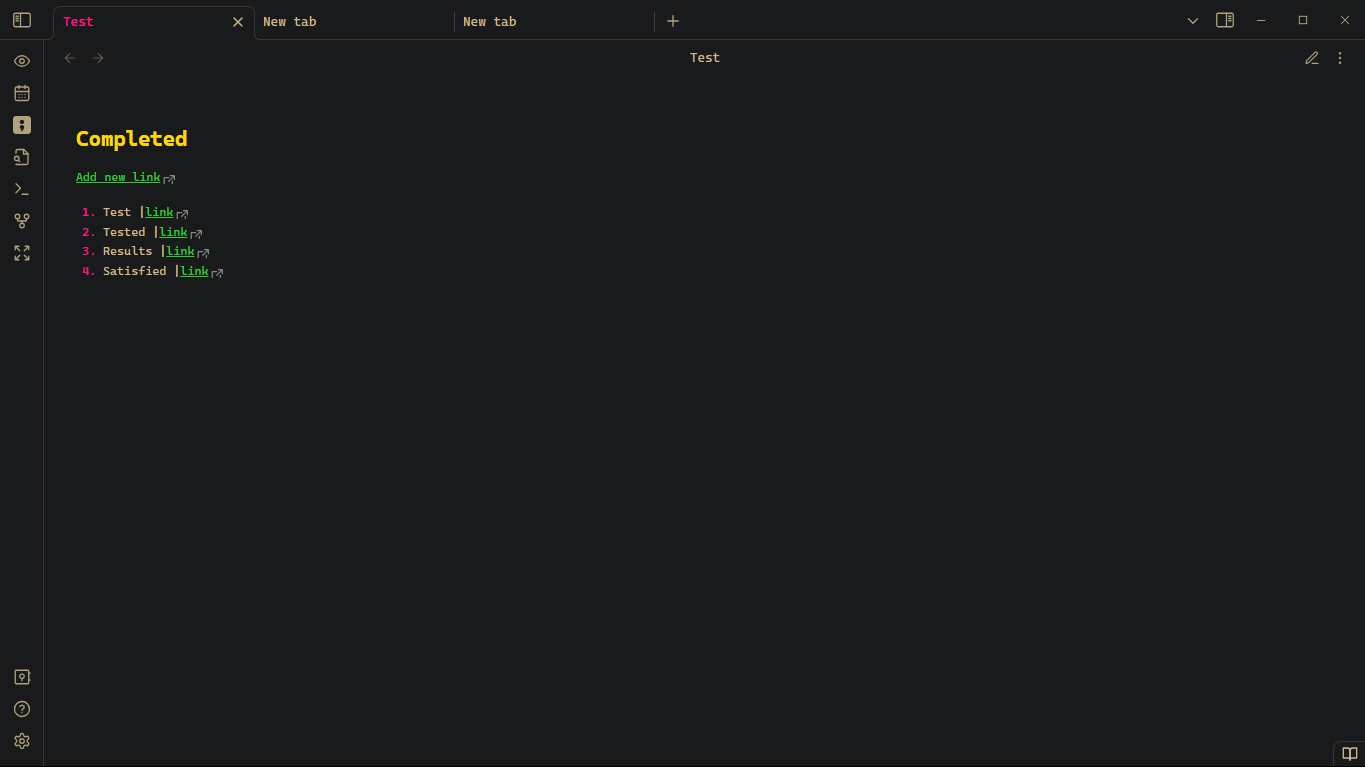 Test
New tab
New tab
Test
Completed
Add new link
1. Test |link
2. Tested |link
3. Results |link
4. Satisfied |link